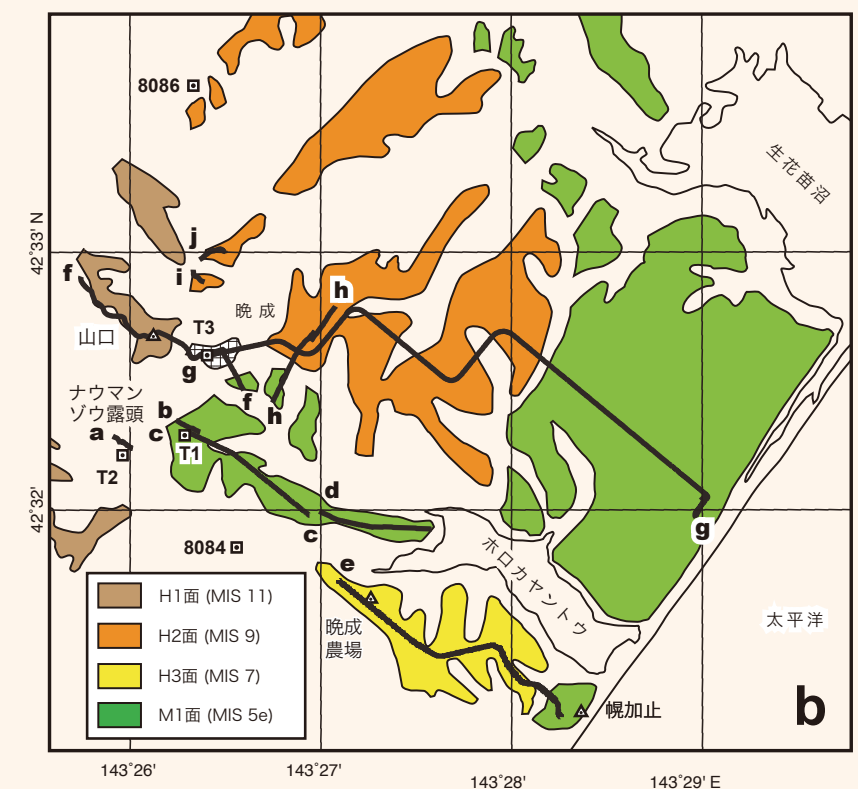 8086
生花苗沼
42°33' N
j
i
f
h
晩 成
T3
山口
g
f
h
ナウマン
ゾウ露頭
b
a
c
T1
T2
d
42°32'
c
g
8084
ホロカヤントウ
e
晩成
農場
太平洋
H1面 (MIS 11)
H2面 (MIS 9)
H3面 (MIS 7)
M1面 (MIS 5e)
幌加止
b
143°26'
143°27'
143°28'
143°29' E